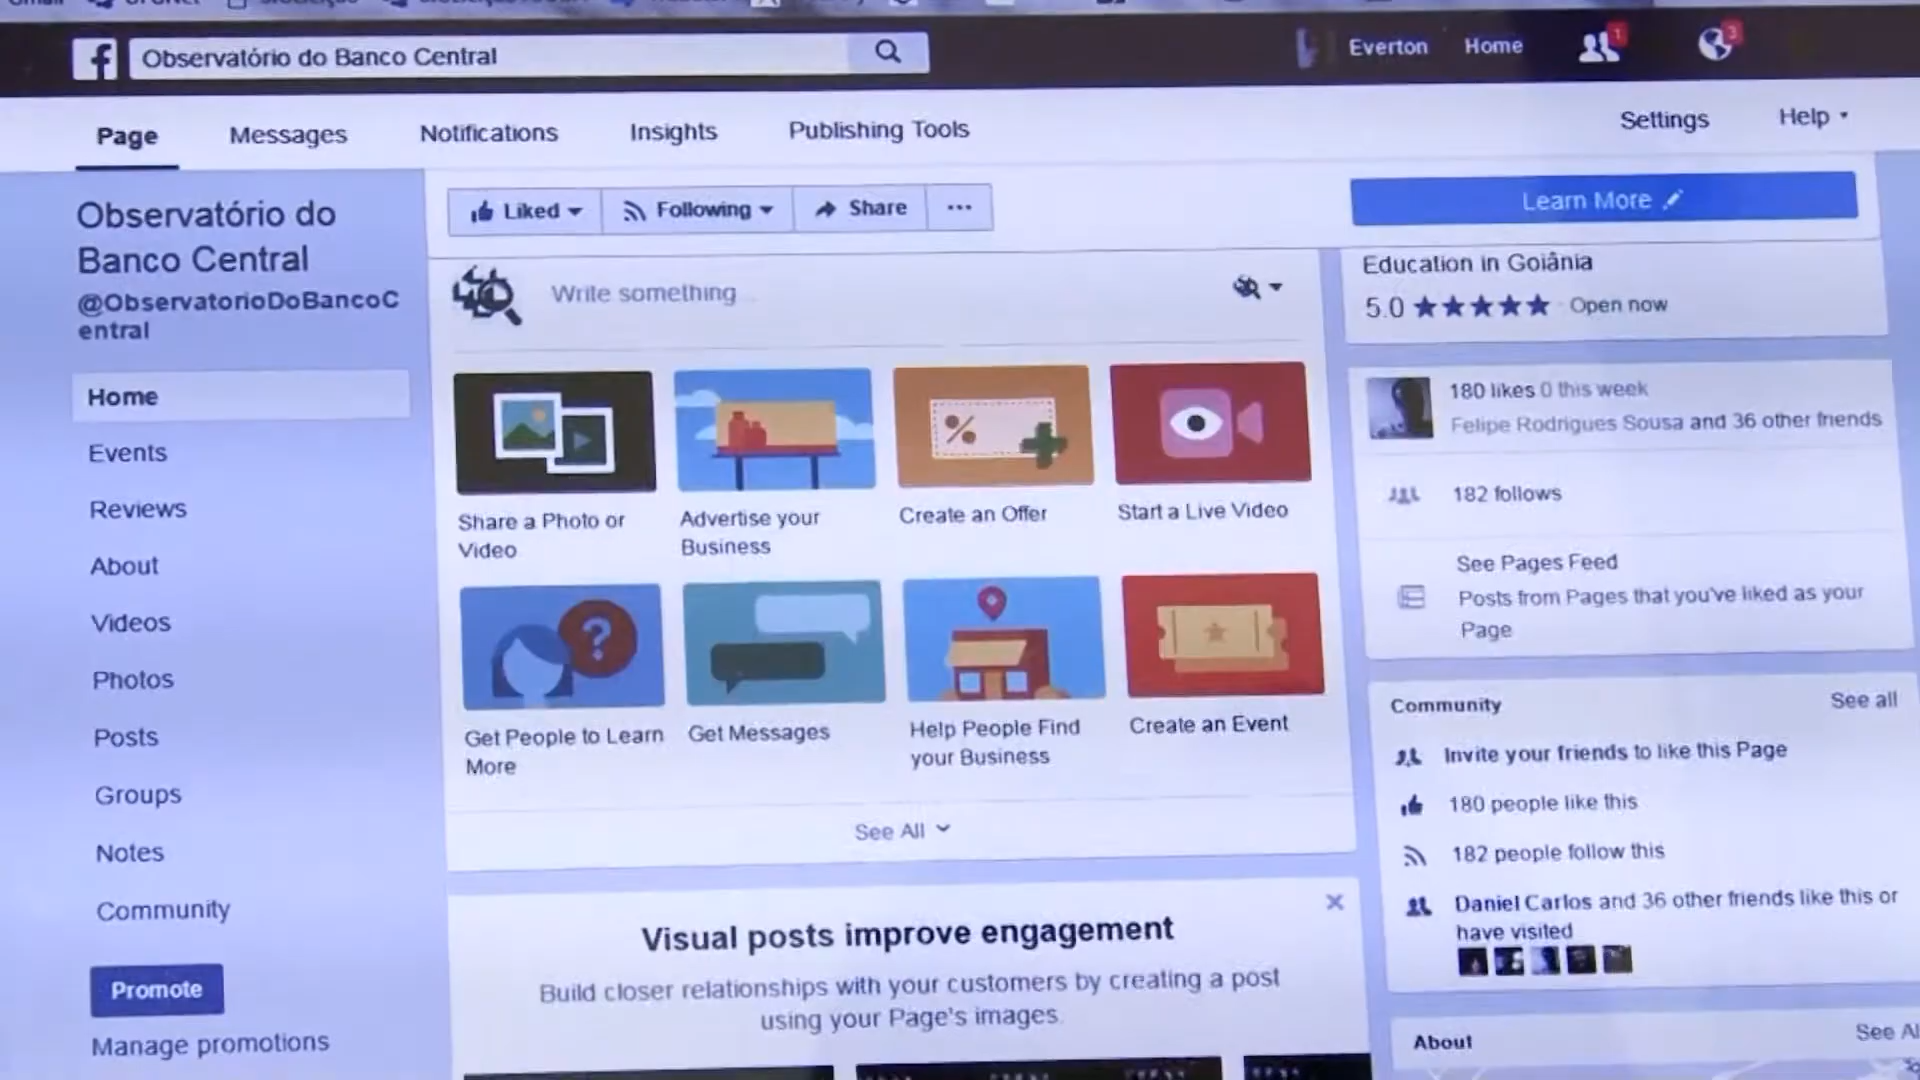 Observatório do Banco Central
Everton
Home
1
3
Page
Messages
Notifications
Insights
Publishing Tools
Settings
Help
Observatório do
Banco Central
@ObservatorioDoBancoC
entral
Liked
Following
Share
Learn More
Write something
Education in Goiânia
5.0 ★★★★★ · Open now
Home
Events
Reviews
About
Videos
Photos
Posts
Groups
Notes
Community
Promote
Manage promotions
Share a Photo or
Video
Advertise your
Business
Create an Offer
Start a Live Video
Get People to Learn
More
Get Messages
Help People Find
your Business
Create an Event
See All
Visual posts improve engagement
Build closer relationships with your customers by creating a post
using your Page's images.
180 likes 0 this week
Felipe Rodrigues Sousa and 36 other friends
182 follows
See Pages Feed
Posts from Pages that you've liked as your
Page
Community
See all
Invite your friends to like this Page
180 people like this
182 people follow this
Daniel Carlos and 36 other friends like this or
have visited
About
See Al